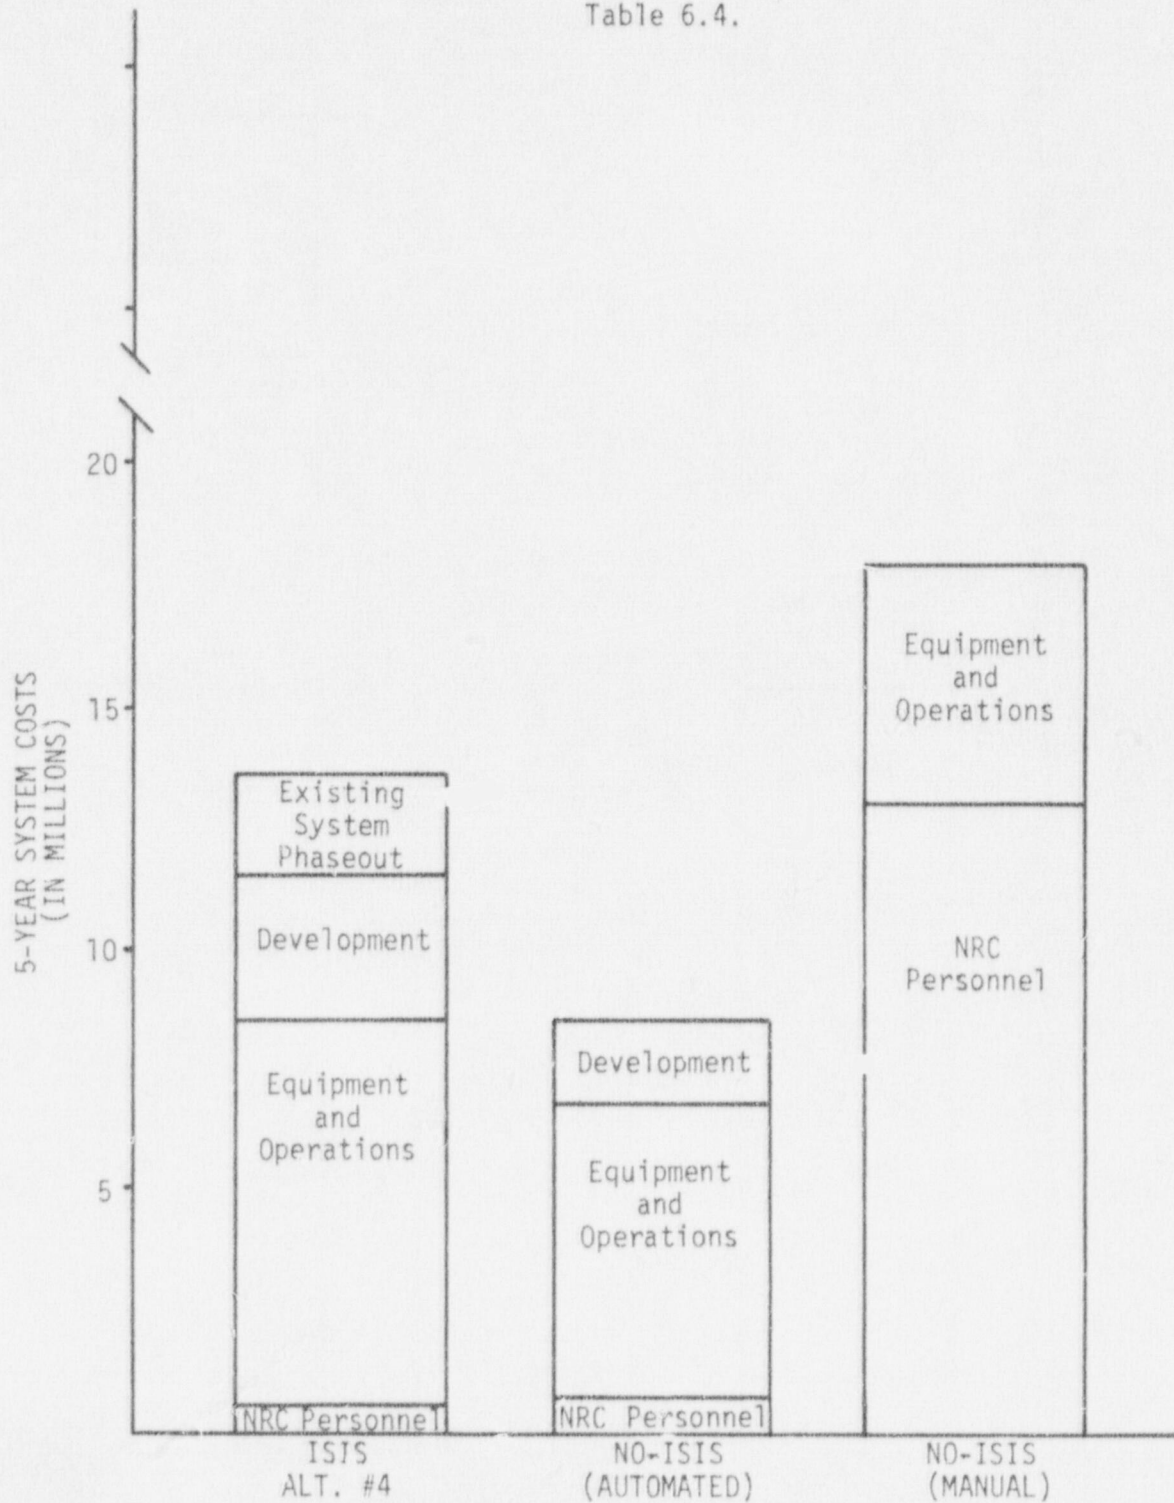 Table 6.4.
5-YEAR SYSTEM COSTS
(IN MILLIONS)
20
15
10
5
Existing
System
Phaseout
Development
Equipment
and
Operations
NRC Personnel
ISIS
ALT. #4
Development
Equipment
and
Operations
NRC Personnel
NO-ISIS
(AUTOMATED)
Equipment
and
Operations
NRC
Personnel
NO-ISIS
(MANUAL)